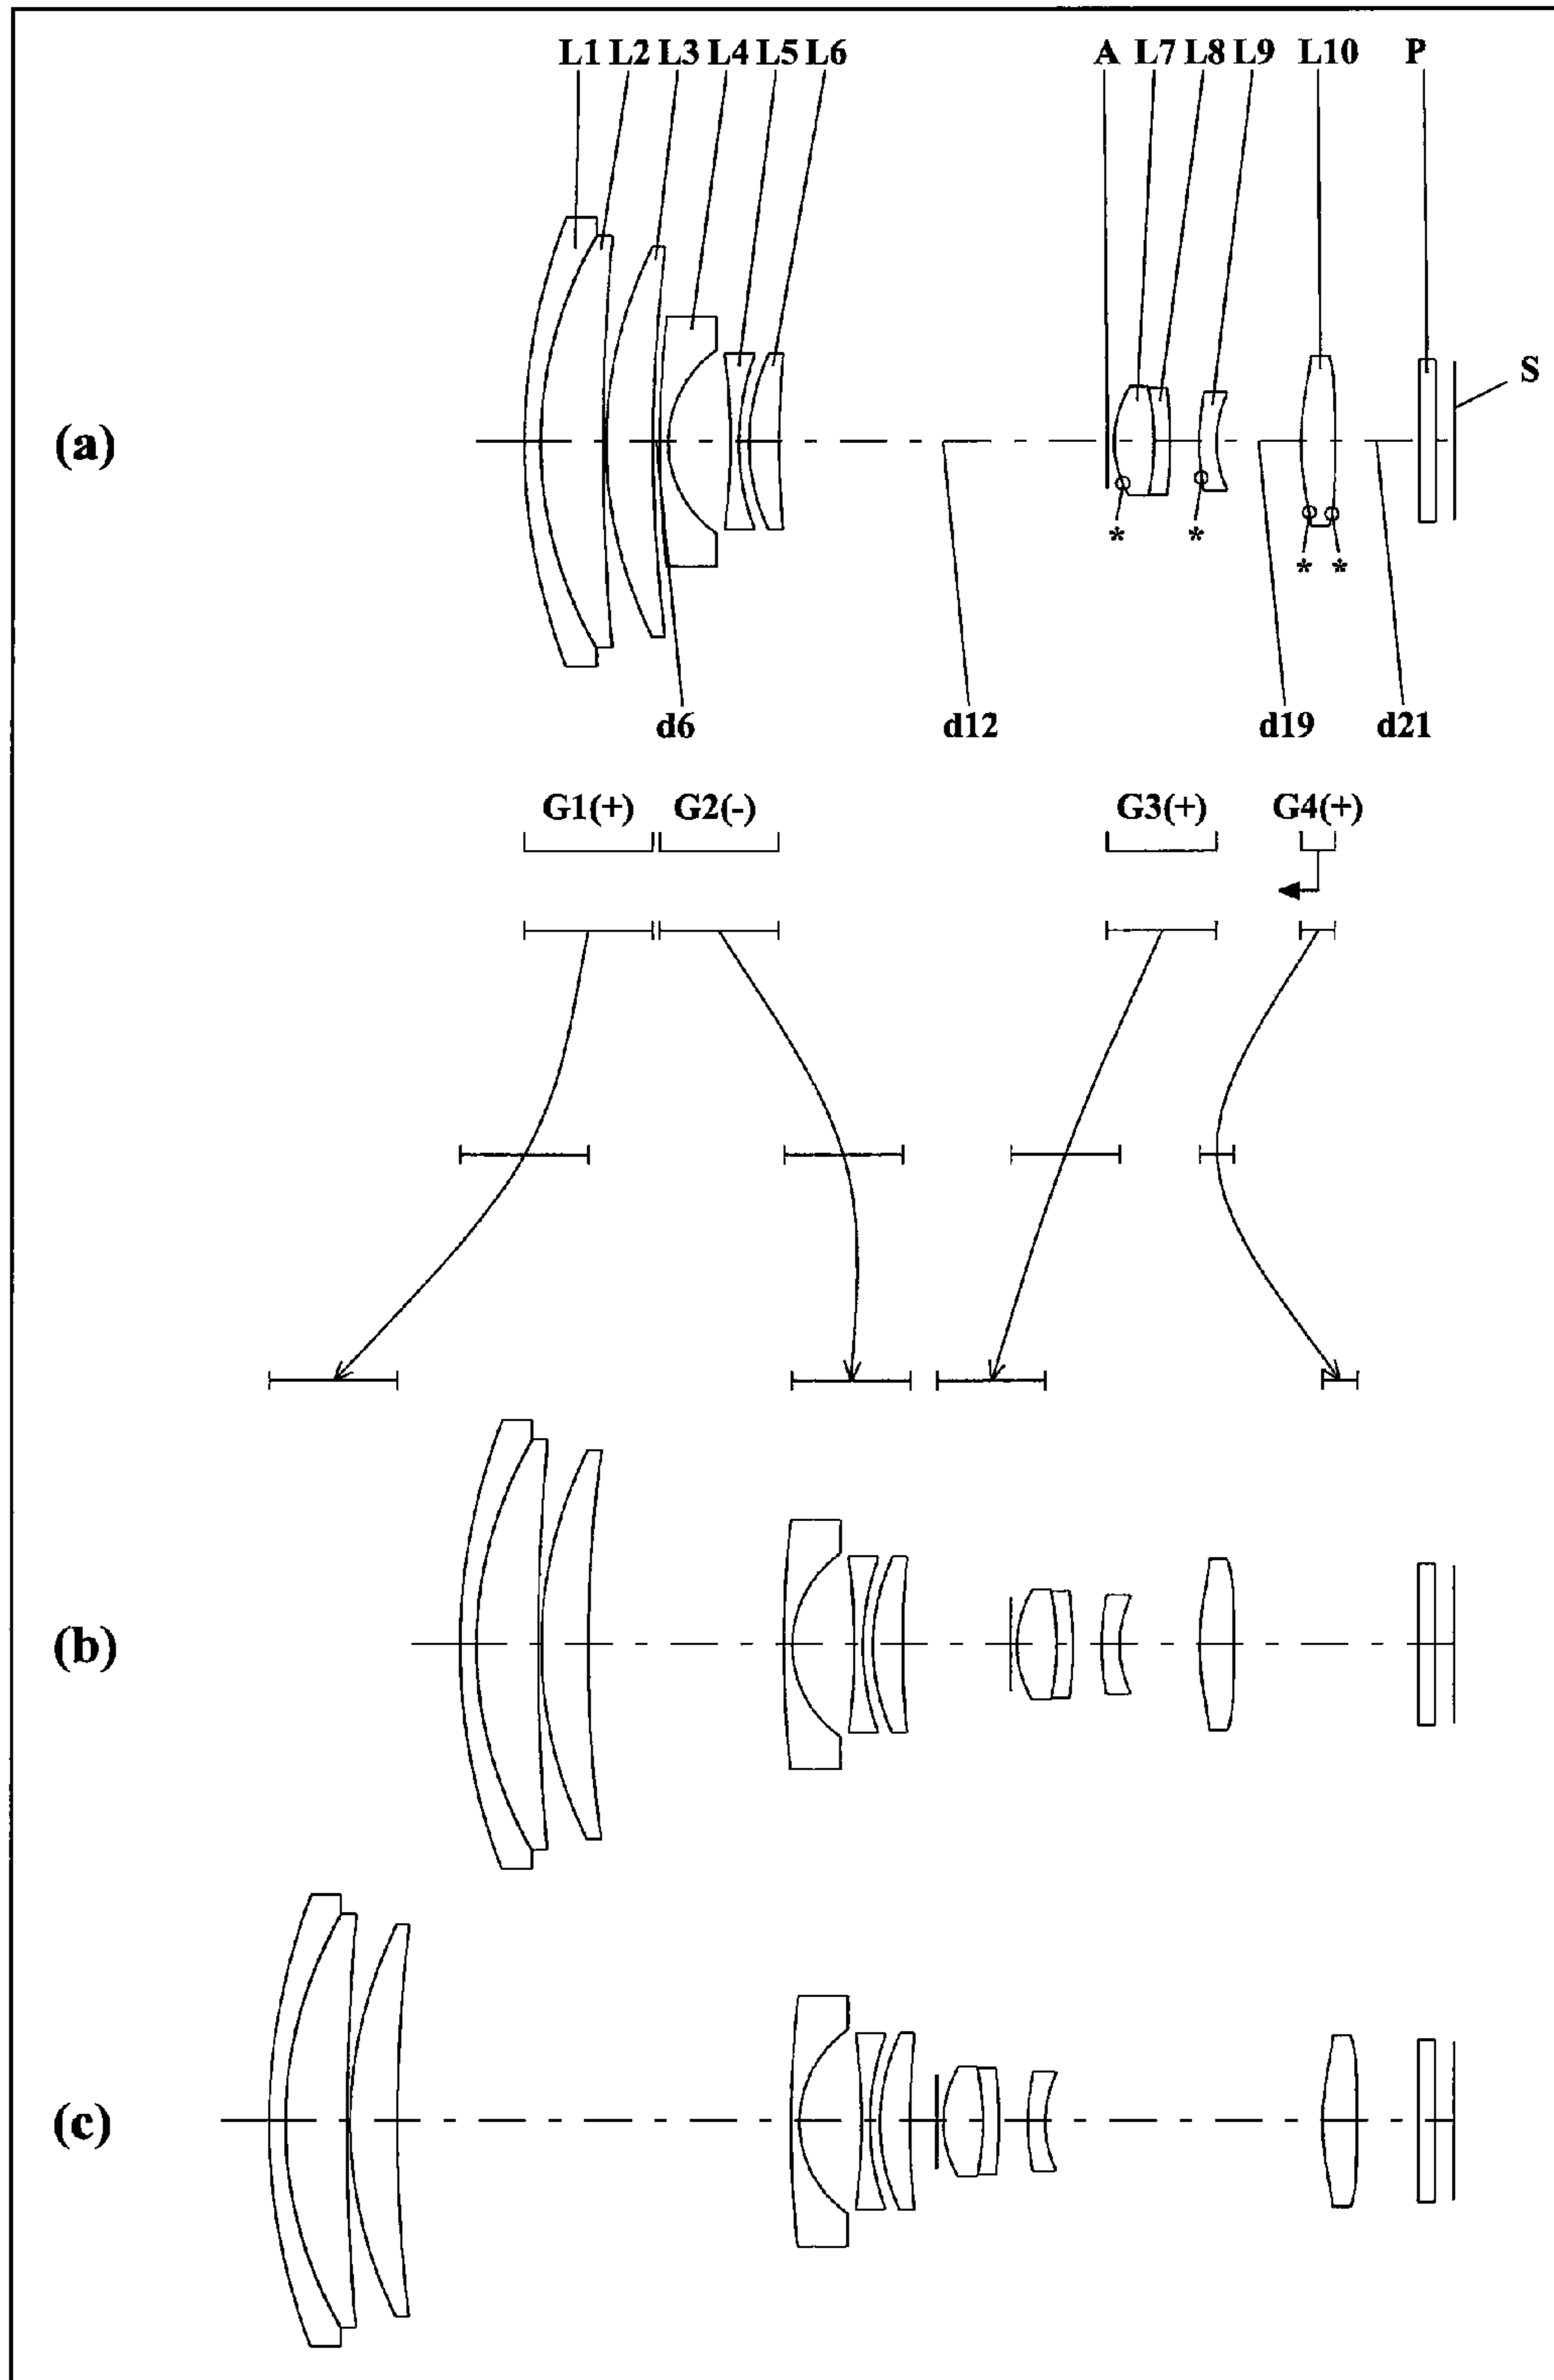 L1 L2 L3 L4 L5 L6 A L7 L8 L9 L10 P
S
(a)
* * * *
d6 d12 d19 d21
G1(+) G2(-) G3(+) G4(+)
(b)
(c)